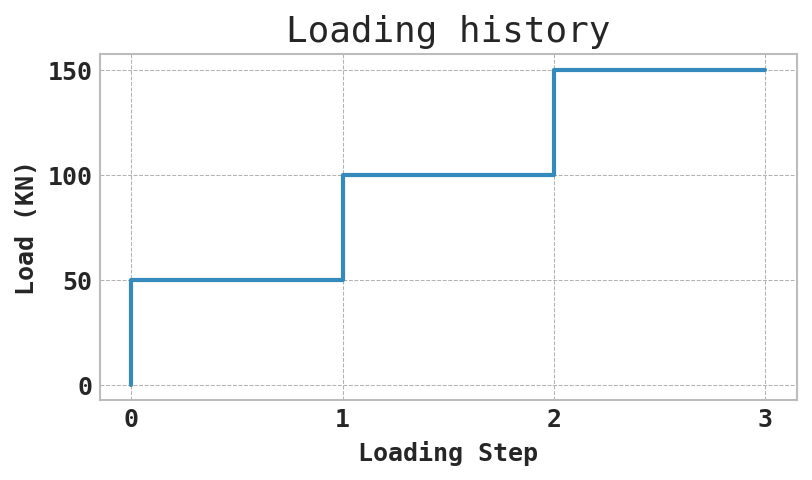 Loading history
150
100
50
0
Load (KN)
0 1 2 3
Loading Step